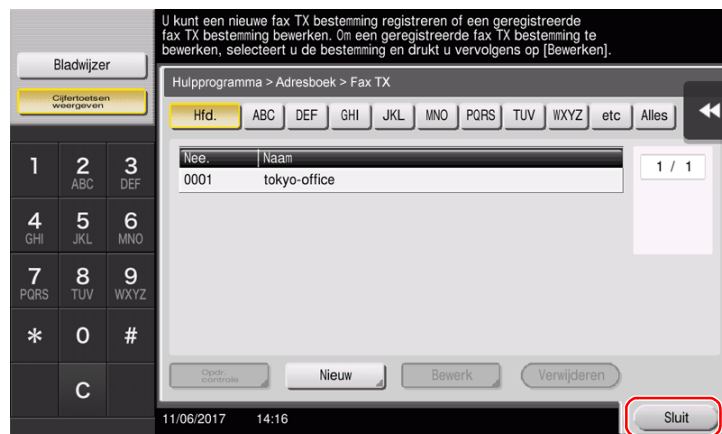 U kunt een nieuwe fax TX bestemming registreren of een geregistreerde
fax TX bestemming bewerken. Om een geregistreerde fax TX bestemming te
bewerken, selecteert u de bestemming en drukt u vervolgens op [Bewerken].
Bladwijzer
Cijfertoetsen
weergeven
Hulpprogramma > Adresboek > Fax TX
Hfd. ABC DEF GHI JKL MNO PQRS TUV WXYZ etc Alles
Nee. Naam
0001 tokyo-office
1 / 1
1 2 3
ABC DEF
4 5 6
GHI JKL MNO
7 8 9
PQRS TUV WXYZ
* 0 #
C
Opdr.
controle
Nieuw Bewerk Verwijderen
11/06/2017 14:16
Sluit